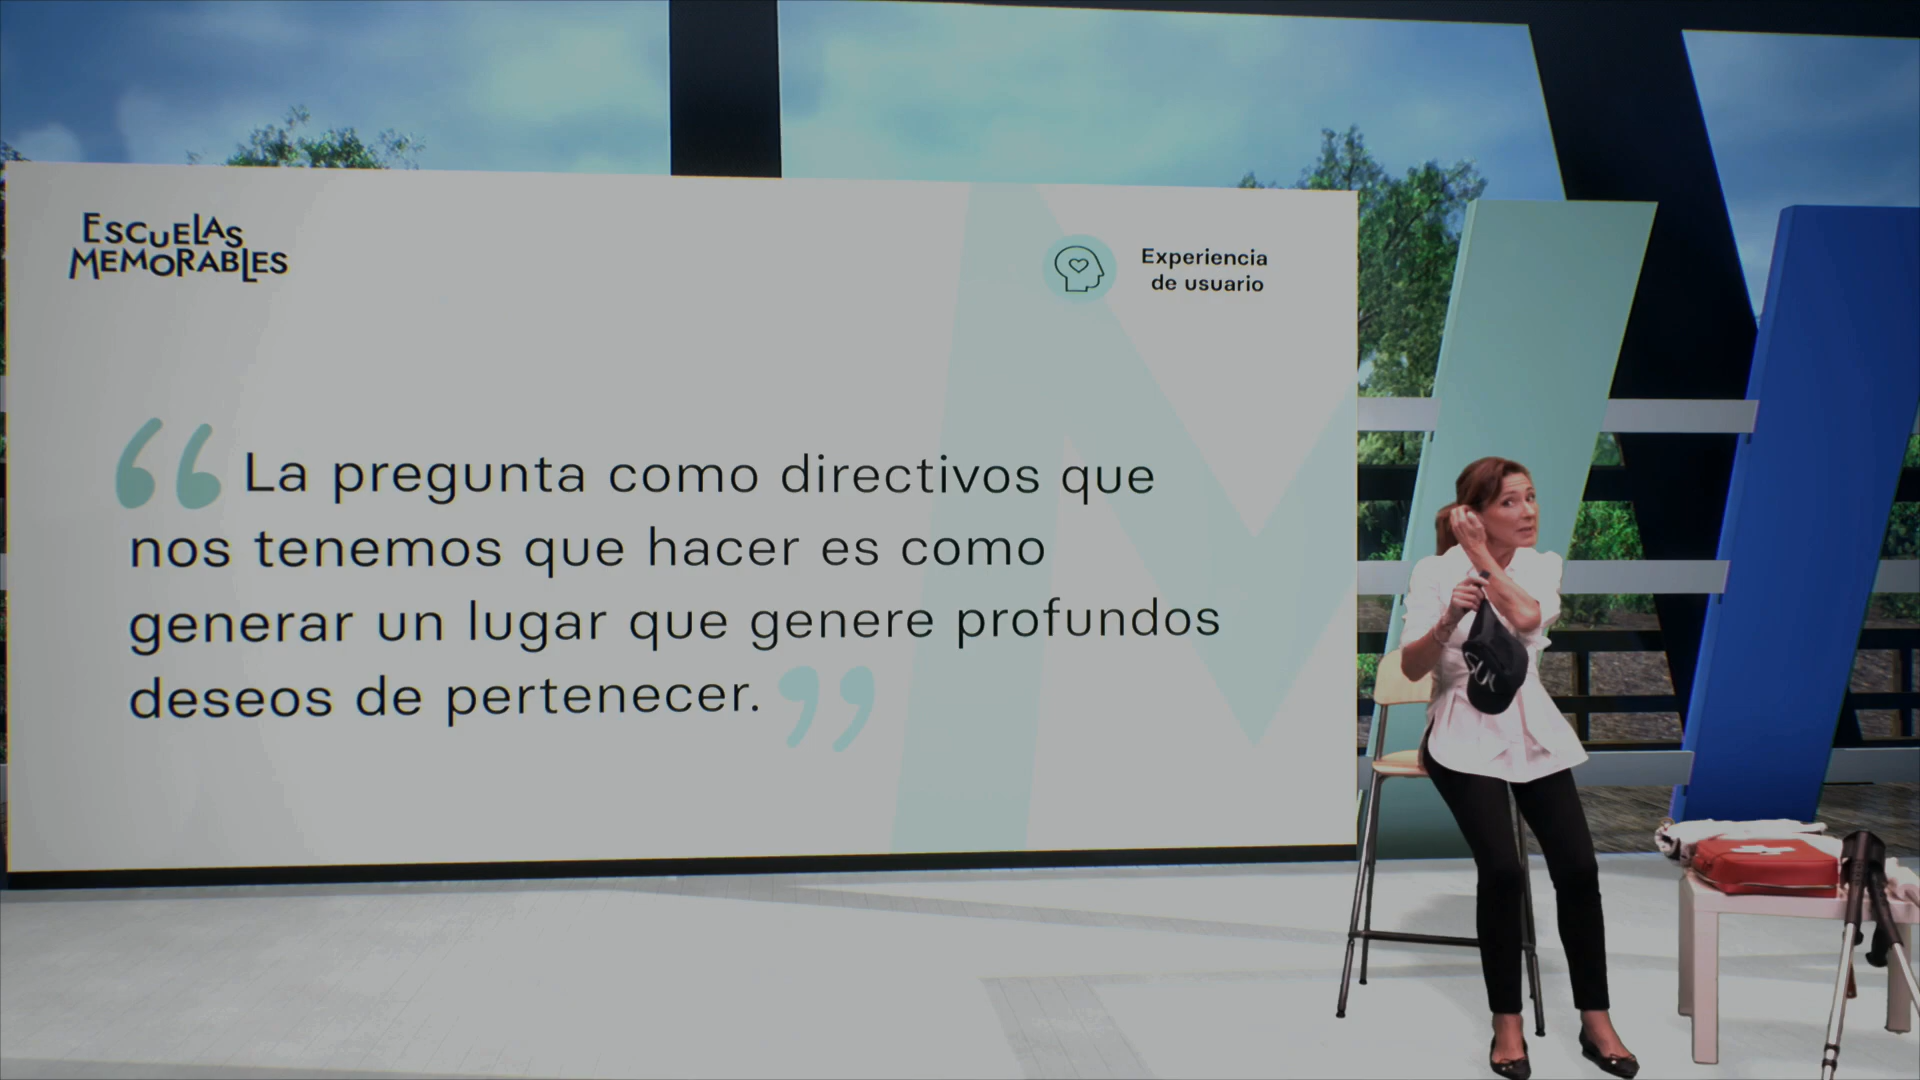 ESCUELAS
MEMORABLES
Experiencia
de usuario
“La pregunta como directivos que
nos tenemos que hacer es como
generar un lugar que genere profundos
deseos de pertenecer.”